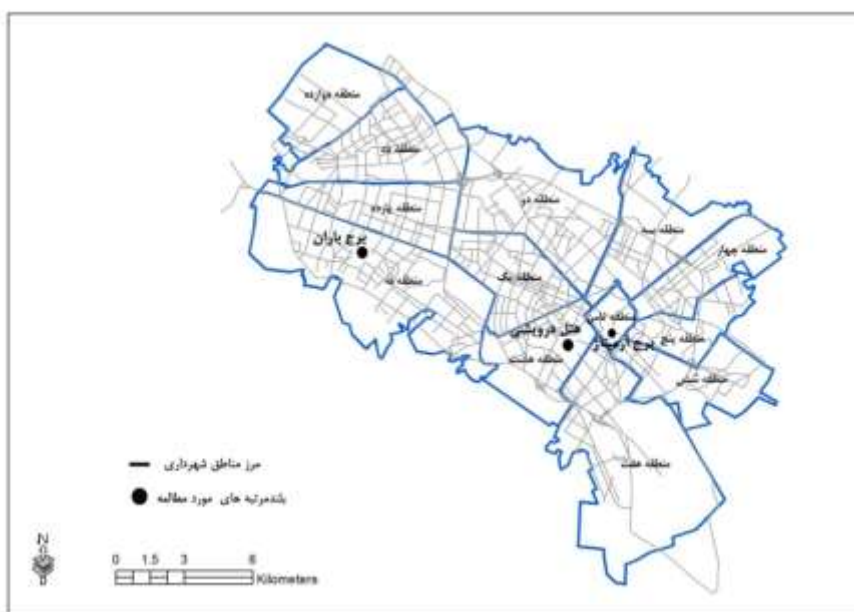 منطقه دوازده
منطقه ده
منطقه دو
منطقه یازده
منطقه سه
برج باران
منطقه چهار
منطقه نه
منطقه یک
منطقه ثامن
هتل درویشی
برج آرمیتاژ
منطقه پنج
منطقه هشت
منطقه شش
منطقه هفت
مرز مناطق شهرداری
بلندمرتبه های مورد مطالعه
N
0 1.5 3 6
Kilometers